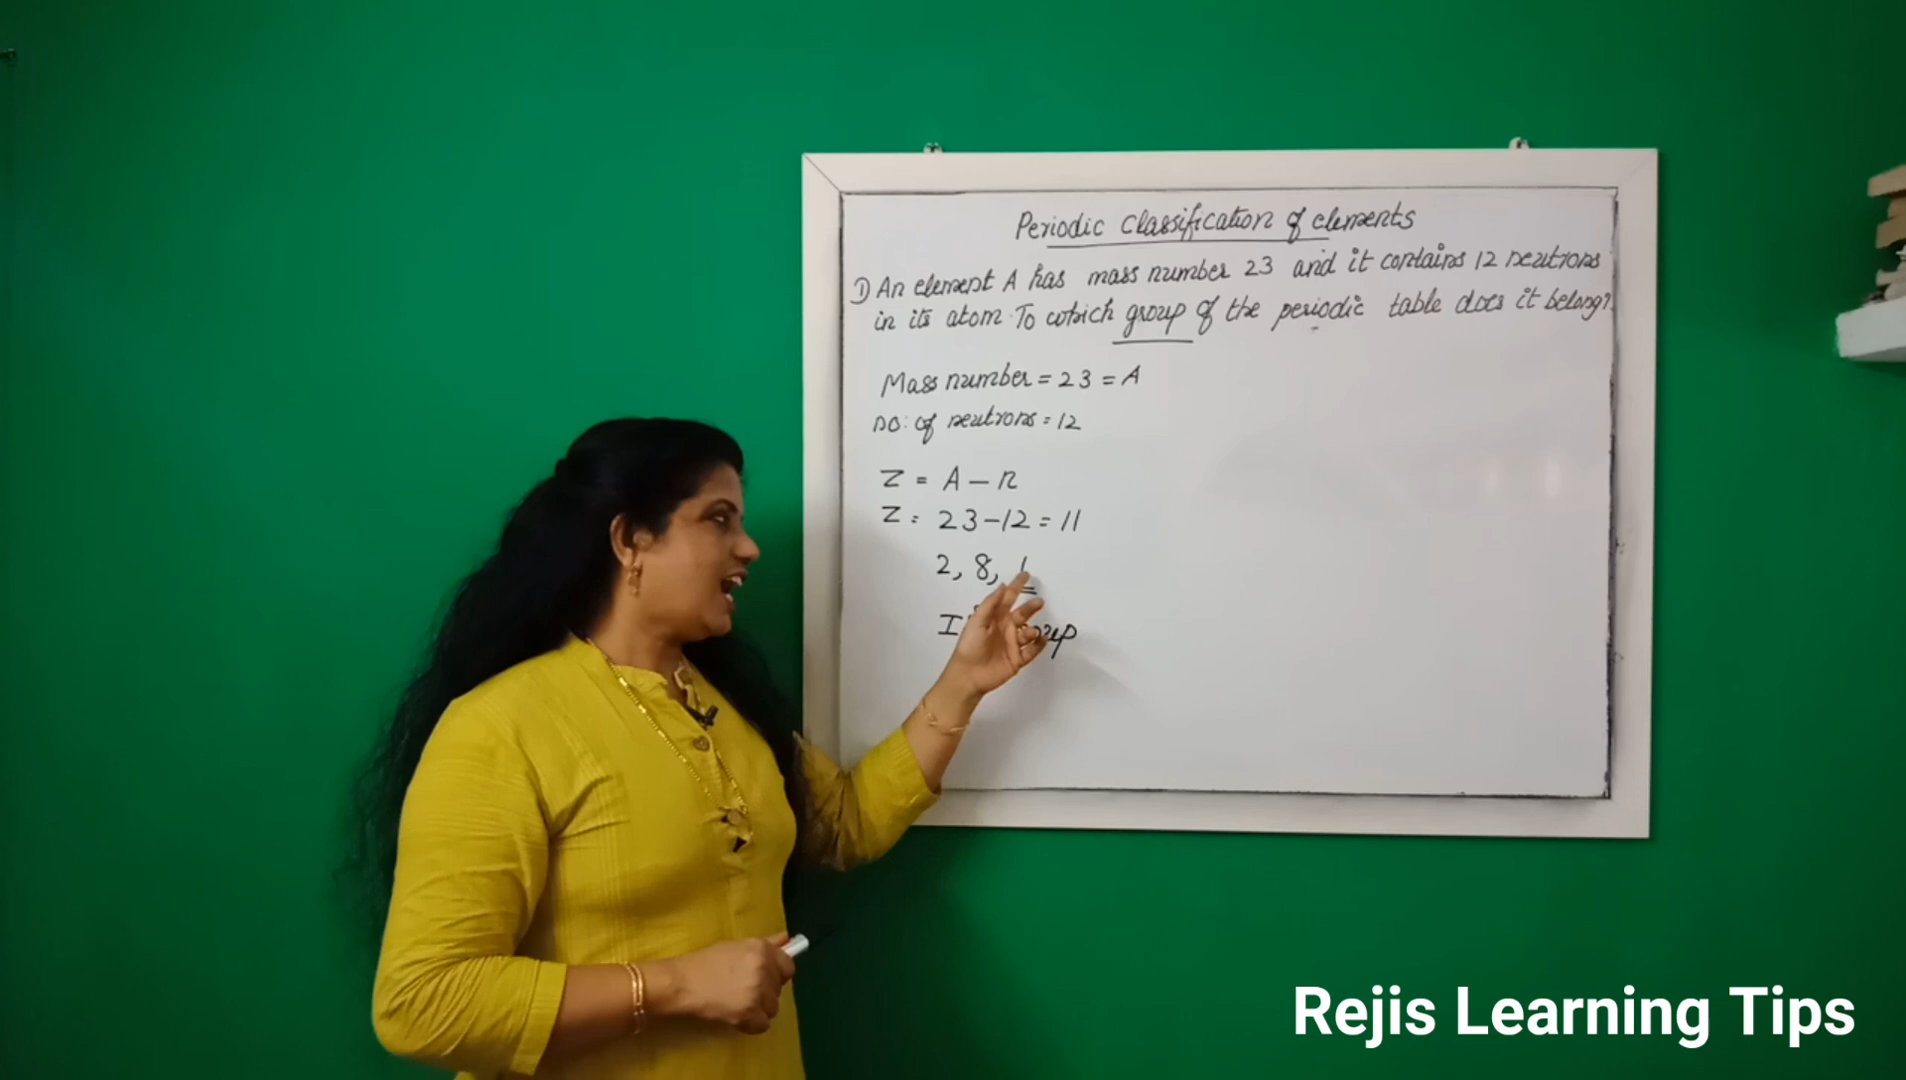 Periodic Classification of elements
1) An element A has mass number 23 and it contains 12 neutrons
in its atom. To which group of the periodic table does it belong?
Mass number = 23 = A
no: of neutrons = 12
Z = A – n
Z = 23 – 12 = 11
2, 8, 1
Rejis Learning Tips